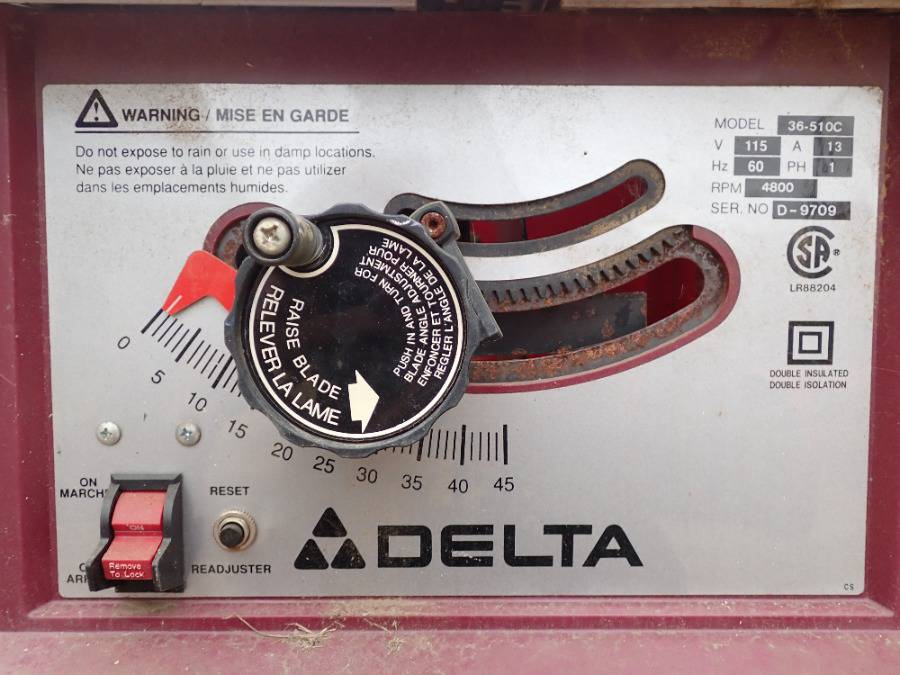 WARNING / MISE EN GARDE
Do not expose to rain or use in damp locations.
Ne pas exposer à la pluie et ne pas utiliser
dans les emplacements humides.
MODEL 36-510C
V 115 A 13
Hz 60 PH 1
RPM 4800
SER. NO D-9709
SA ®
LR88204
DOUBLE INSULATED
DOUBLE ISOLATION
PUSH IN AND TURN FOR
BLADE ANGLE ADJUSTMENT
ENFONCER ET TOURNER POUR
REGLER L'ANGLE DE LA LAME
RAISE BLADE
RELEVER LA LAME
0 5 10 15 20 25 30 35 40 45
ON
MARCH
RESET
ON
Remove
To Lock
ARR
READJUSTER
DELTA
CS